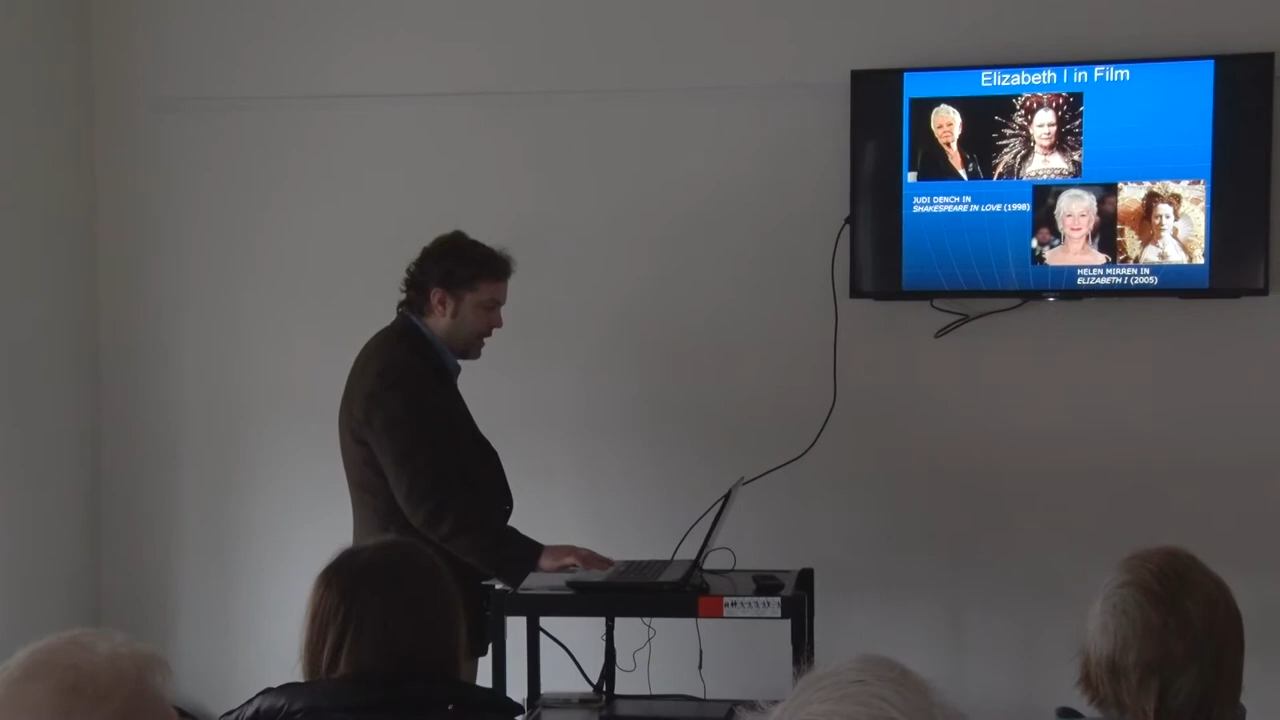 Elizabeth I in Film
JUDI DENCH IN
SHAKESPEARE IN LOVE (1998)
HELEN MIRREN IN
ELIZABETH I (2005)